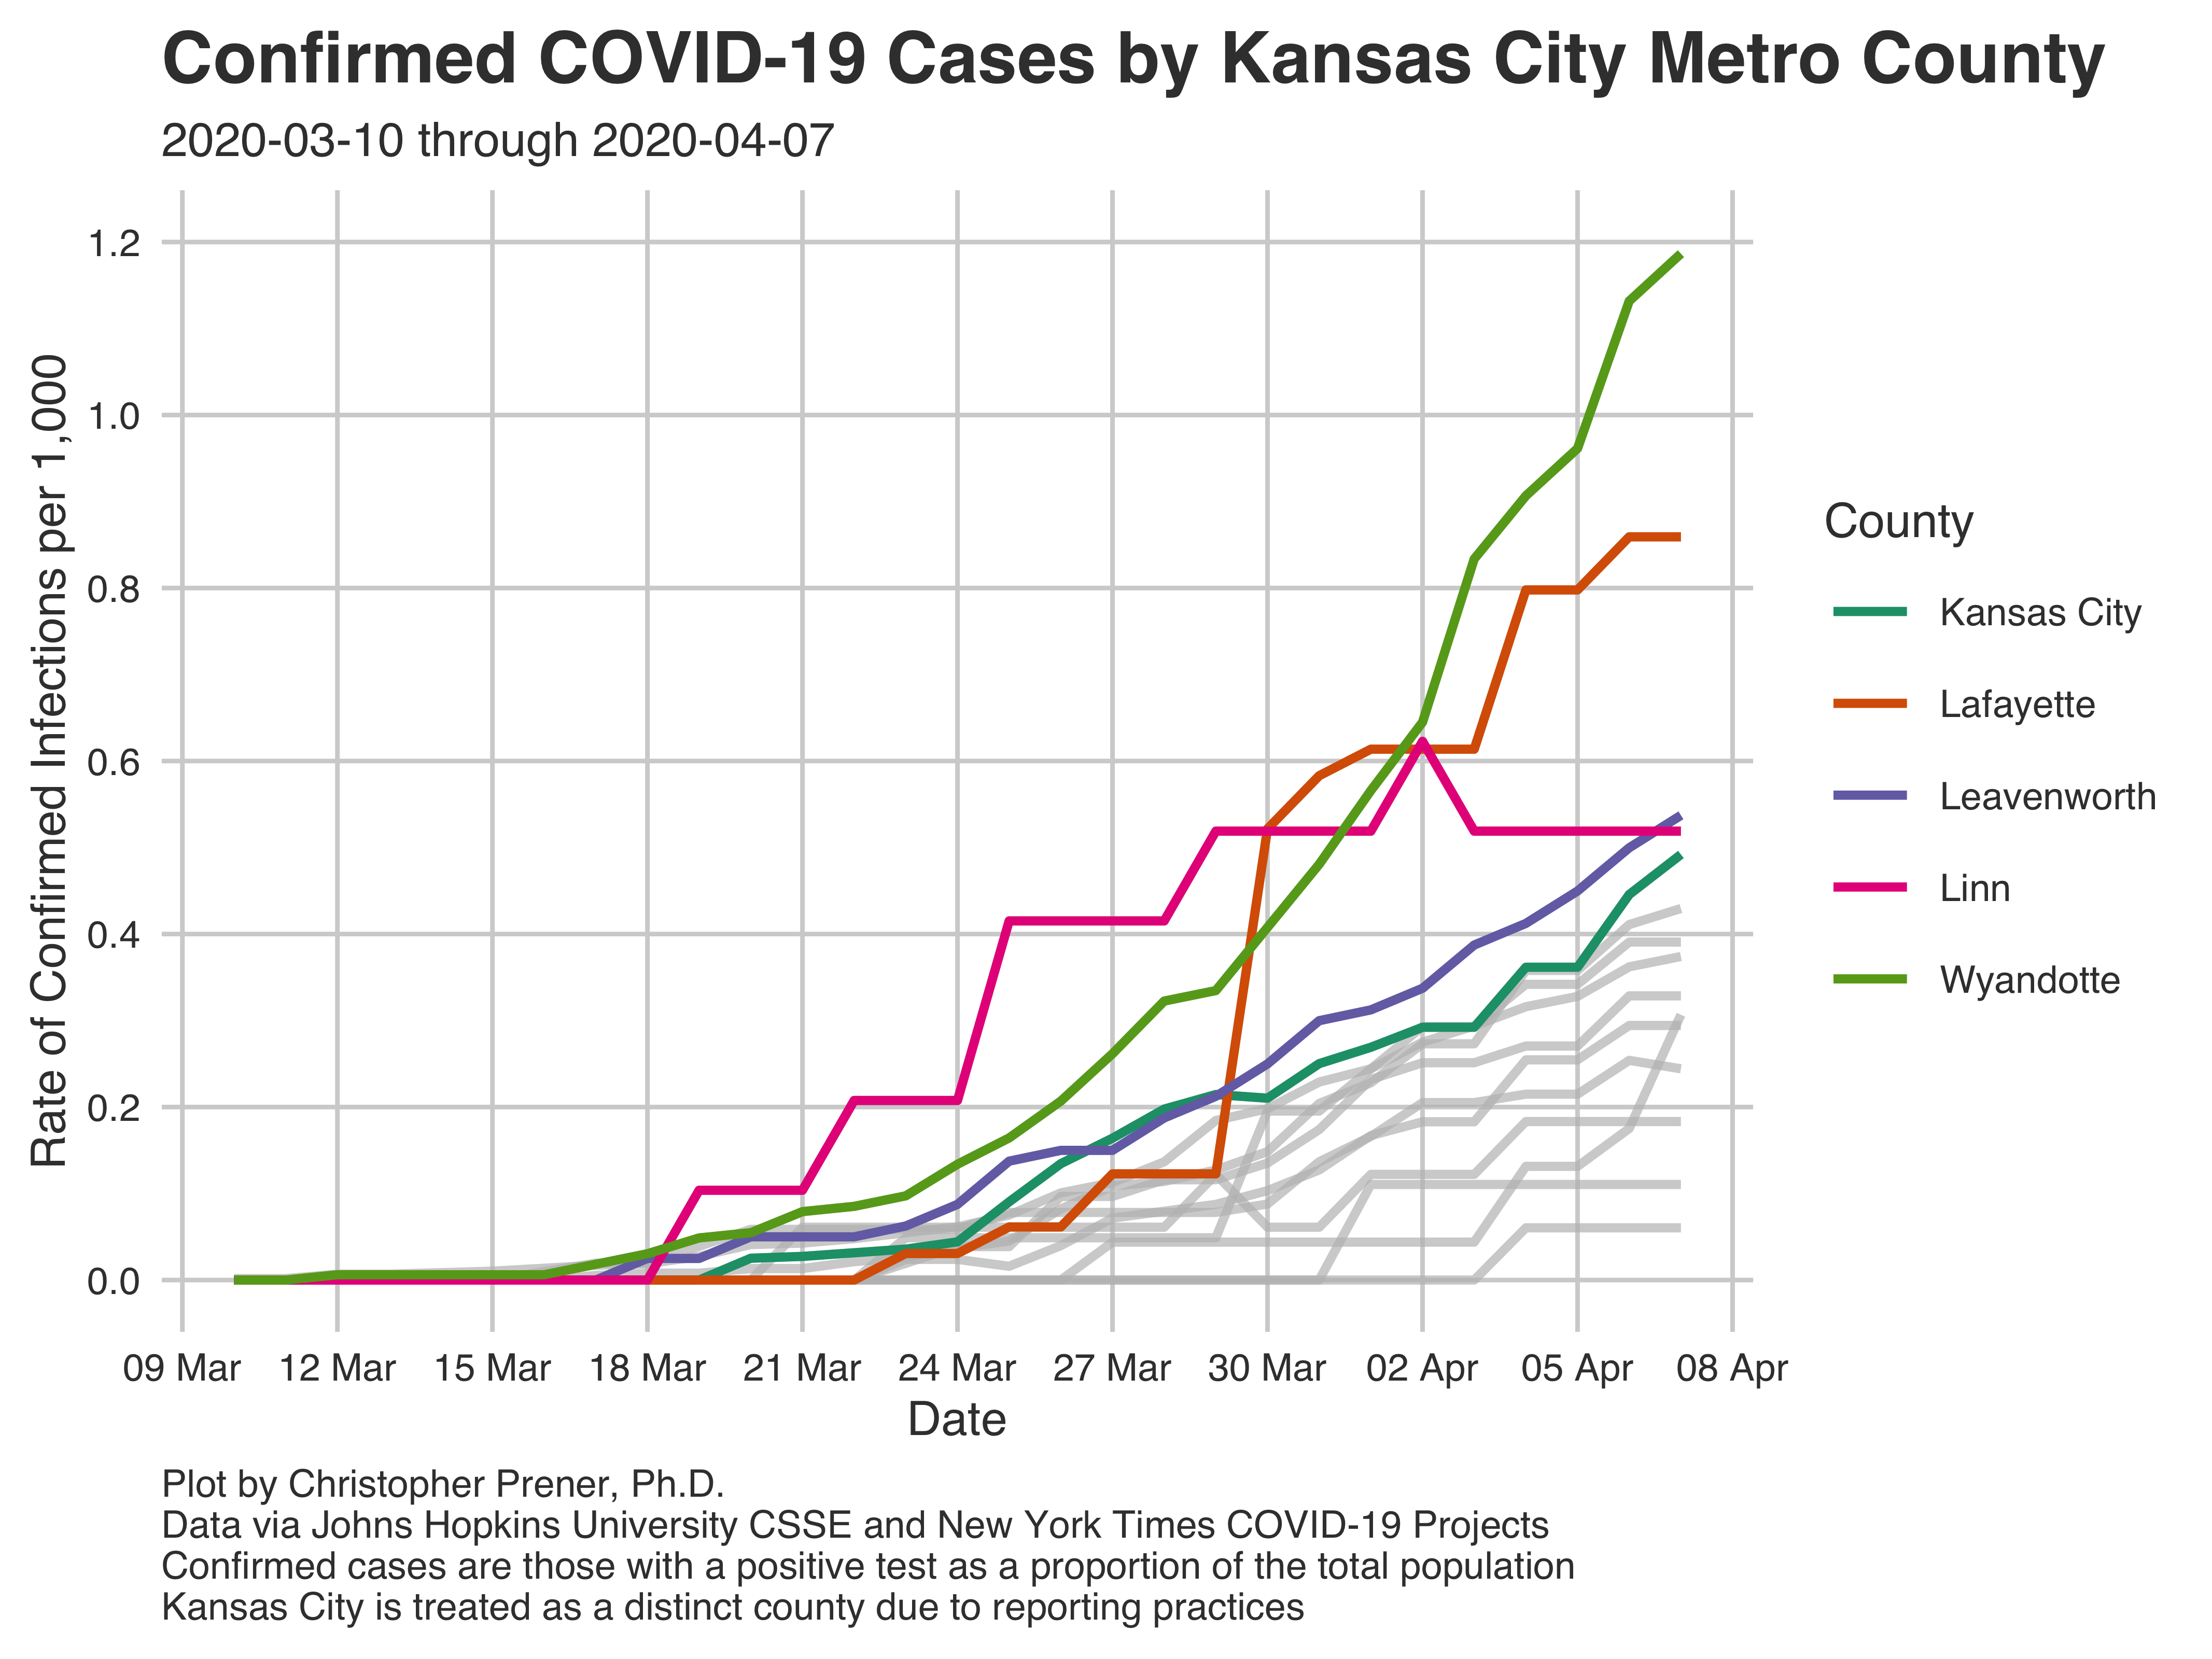 Confirmed COVID-19 Cases by Kansas City Metro County
2020-03-10 through 2020-04-07
Rate of Confirmed Infections per 1,000
1.2
1.0
0.8
0.6
0.4
0.2
0.0
09 Mar 12 Mar 15 Mar 18 Mar 21 Mar 24 Mar 27 Mar 30 Mar 02 Apr 05 Apr 08 Apr
Date
County
Kansas City
Lafayette
Leavenworth
Linn
Wyandotte
Plot by Christopher Prener, Ph.D.
Data via Johns Hopkins University CSSE and New York Times COVID-19 Projects
Confirmed cases are those with a positive test as a proportion of the total population
Kansas City is treated as a distinct county due to reporting practices